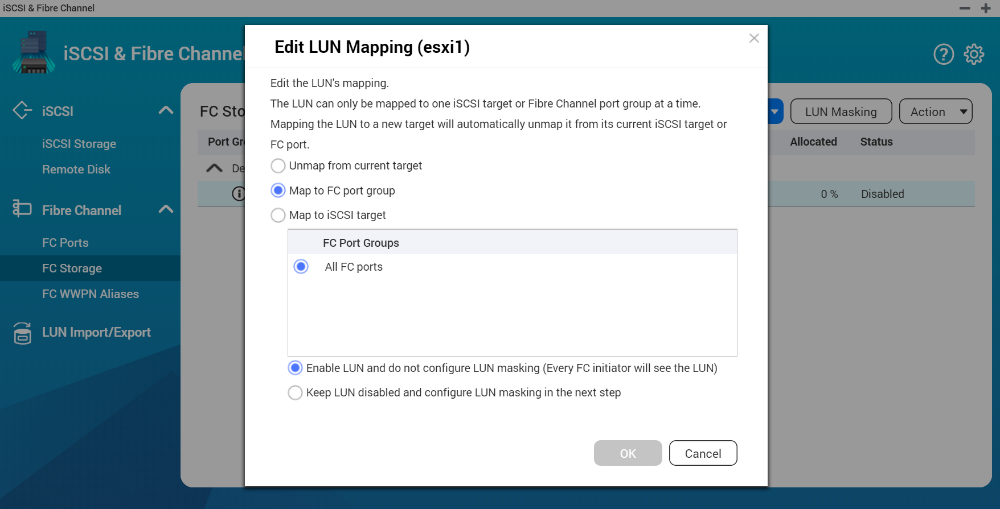 iSCSI & Fibre Channel
iSCSI & Fibre Channel
iSCSI
iSCSI Storage
Remote Disk
Fibre Channel
FC Ports
FC Storage
FC WWPN Aliases
LUN Import/Export
FC Sto
LUN Masking
Action
Port Gr
Allocated
Status
De
0 %
Disabled
Edit LUN Mapping (esxi1)
Edit the LUN's mapping.
The LUN can only be mapped to one iSCSI target or Fibre Channel port group at a time.
Mapping the LUN to a new target will automatically unmap it from its current iSCSI target or
FC port.
Unmap from current target
Map to FC port group
Map to iSCSI target
FC Port Groups
All FC ports
Enable LUN and do not configure LUN masking (Every FC initiator will see the LUN)
Keep LUN disabled and configure LUN masking in the next step
OK
Cancel